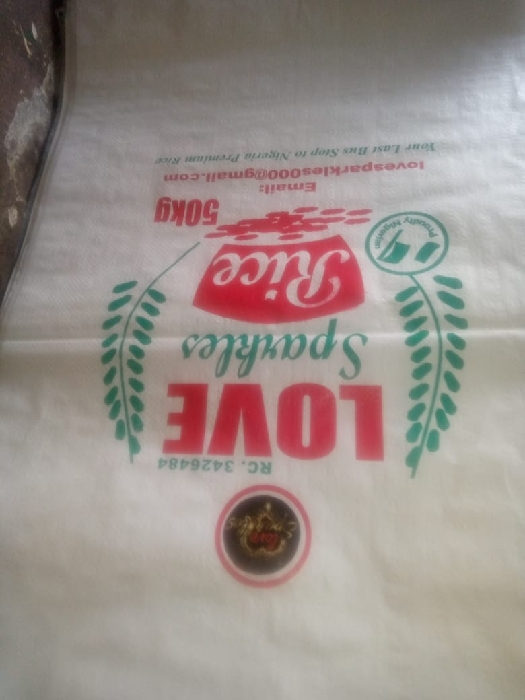 Love
RC. 3426484
LOVE
Sparkles
Rice
Proudly Nigerian
50kg
Email:
lovesparkles000@gmail.com
Your Last Bus Stop to Nigeria Premium Rice